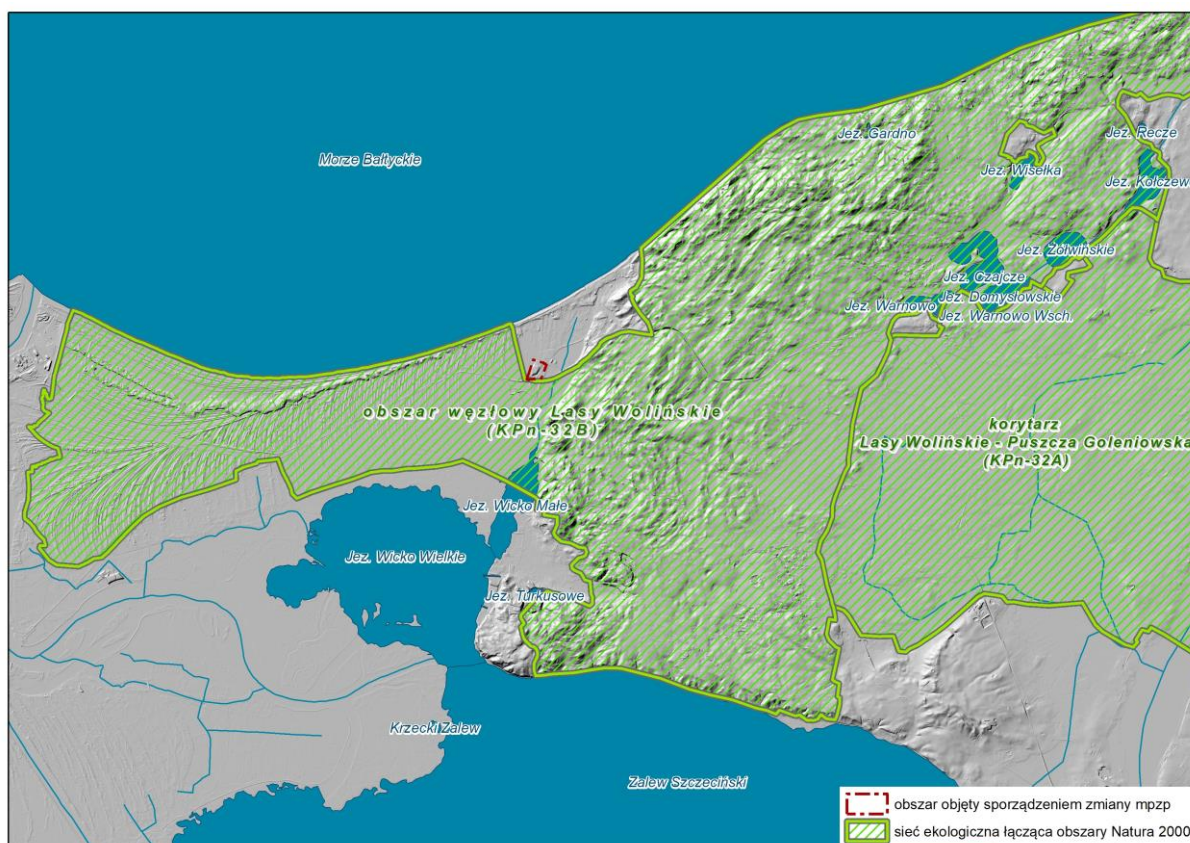 Jez. Gardno
Jez. Recze
Morze Bałtyckie
Jez. Wisełka
Jez. Kołczew
Jez. Żółwińskie
Jez. Czajcze
Jez. Warnowo
Jez. Domysłowskie
Jez. Warnowo Wsch.
obszar węzłowy Lasy Wolińskie
(KPn-32B)
korytarz
Lasy Wolińskie - Puszcza Goleniowska
(KPn-32A)
Jez. Wicko Małe
Jez. Wicko Wielkie
Jez. Turkusowe
Krzecki Zalew
Zalew Szczeciński
obszar objęty sporządzeniem zmiany mpzp
sieć ekologiczna łącząca obszary Natura 2000